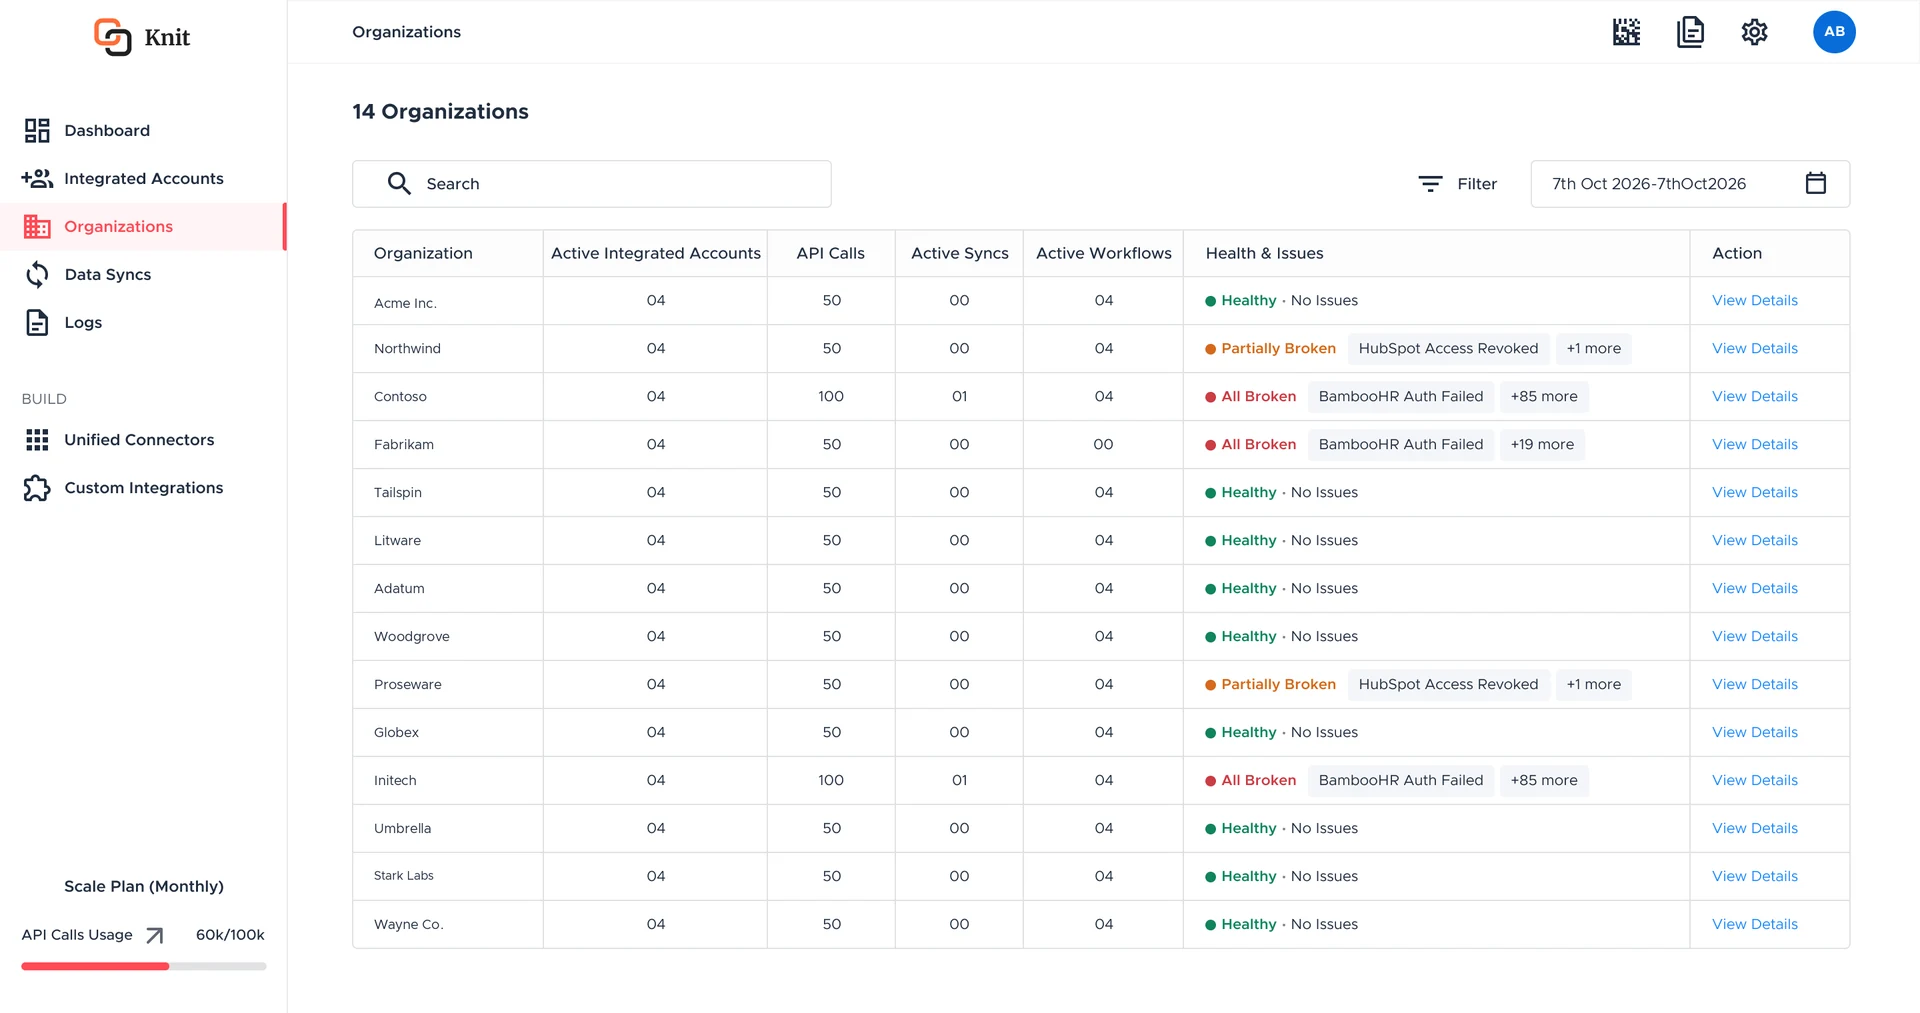 Knit
Organizations
AB
Dashboard
Integrated Accounts
Organizations
Data Syncs
Logs
BUILD
Unified Connectors
Custom Integrations
Scale Plan (Monthly)
API Calls Usage 60k/100k
14 Organizations
Search
Filter
7th Oct 2026-7thOct2026
Organization Active Integrated Accounts API Calls Active Syncs Active Workflows Health & Issues Action
Acme Inc. 04 50 00 04 Healthy · No Issues View Details
Northwind 04 50 00 04 Partially Broken HubSpot Access Revoked +1 more View Details
Contoso 04 100 01 04 All Broken BambooHR Auth Failed +85 more View Details
Fabrikam 04 50 00 00 All Broken BambooHR Auth Failed +19 more View Details
Tailspin 04 50 00 04 Healthy · No Issues View Details
Litware 04 50 00 04 Healthy · No Issues View Details
Adatum 04 50 00 04 Healthy · No Issues View Details
Woodgrove 04 50 00 04 Healthy · No Issues View Details
Proseware 04 50 00 04 Partially Broken HubSpot Access Revoked +1 more View Details
Globex 04 50 00 04 Healthy · No Issues View Details
Initech 04 100 01 04 All Broken BambooHR Auth Failed +85 more View Details
Umbrella 04 50 00 04 Healthy · No Issues View Details
Stark Labs 04 50 00 04 Healthy · No Issues View Details
Wayne Co. 04 50 00 04 Healthy · No Issues View Details